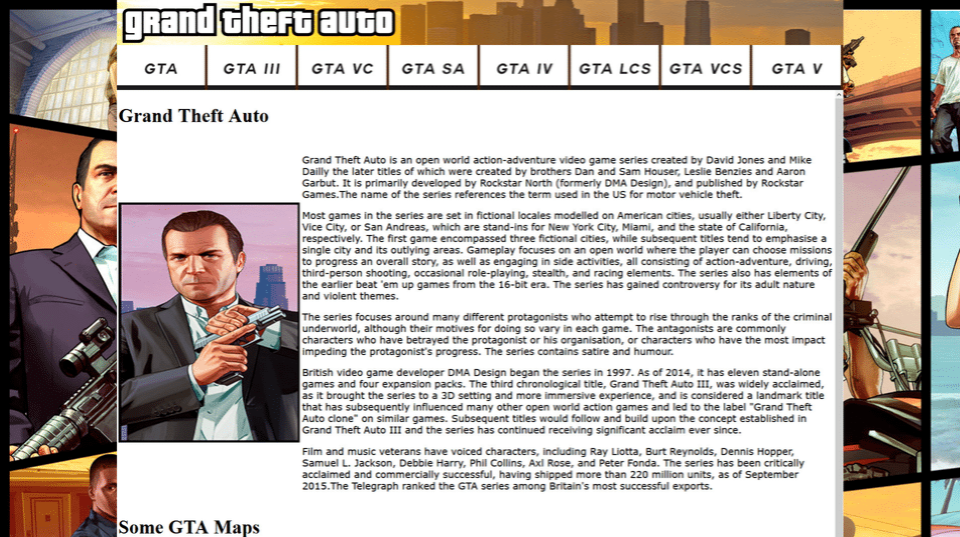 grand theft auto
GTA
GTA III
GTA VC
GTA SA
GTA IV
GTA LCS
GTA VCS
GTA V
Grand Theft Auto
Grand Theft Auto is an open world action-adventure video game series created by David Jones and Mike
Dailly the later titles of which were created by brothers Dan and Sam Houser, Leslie Benzies and Aaron
Garbut. It is primarily developed by Rockstar North (formerly DMA Design), and published by Rockstar
Games.The name of the series references the term used in the US for motor vehicle theft.
Most games in the series are set in fictional locales modelled on American cities, usually either Liberty City,
Vice City, or San Andreas, which are stand-ins for New York City, Miami, and the state of California,
respectively. The first game encompassed three fictional cities, while subsequent titles tend to emphasise a
single city and its outlying areas. Gameplay focuses on an open world where the player can choose missions
to progress an overall story, as well as engaging in side activities, all consisting of action-adventure, driving,
third-person shooting, occasional role-playing, stealth, and racing elements. The series also has elements of
the earlier beat 'em up games from the 16-bit era. The series has gained controversy for its adult nature
and violent themes.
The series focuses around many different protagonists who attempt to rise through the ranks of the criminal
underworld, although their motives for doing so vary in each game. The antagonists are commonly
characters who have betrayed the protagonist or his organisation, or characters who have the most impact
impeding the protagonist's progress. The series contains satire and humour.
British video game developer DMA Design began the series in 1997. As of 2014, it has eleven stand-alone
games and four expansion packs. The third chronological title, Grand Theft Auto III, was widely acclaimed,
as it brought the series to a 3D setting and more immersive experience, and is considered a landmark title
that has subsequently influenced many other open world action games and led to the label "Grand Theft
Auto clone" on similar games. Subsequent titles would follow and build upon the concept established in
Grand Theft Auto III and the series has continued receiving significant acclaim ever since.
Film and music veterans have voiced characters, including Ray Liotta, Burt Reynolds, Dennis Hopper,
Samuel L. Jackson, Debbie Harry, Phil Collins, Axl Rose, and Peter Fonda. The series has been critically
acclaimed and commercially successful, having shipped more than 220 million units, as of September
2015.The Telegraph ranked the GTA series among Britain's most successful exports.
Some GTA Maps